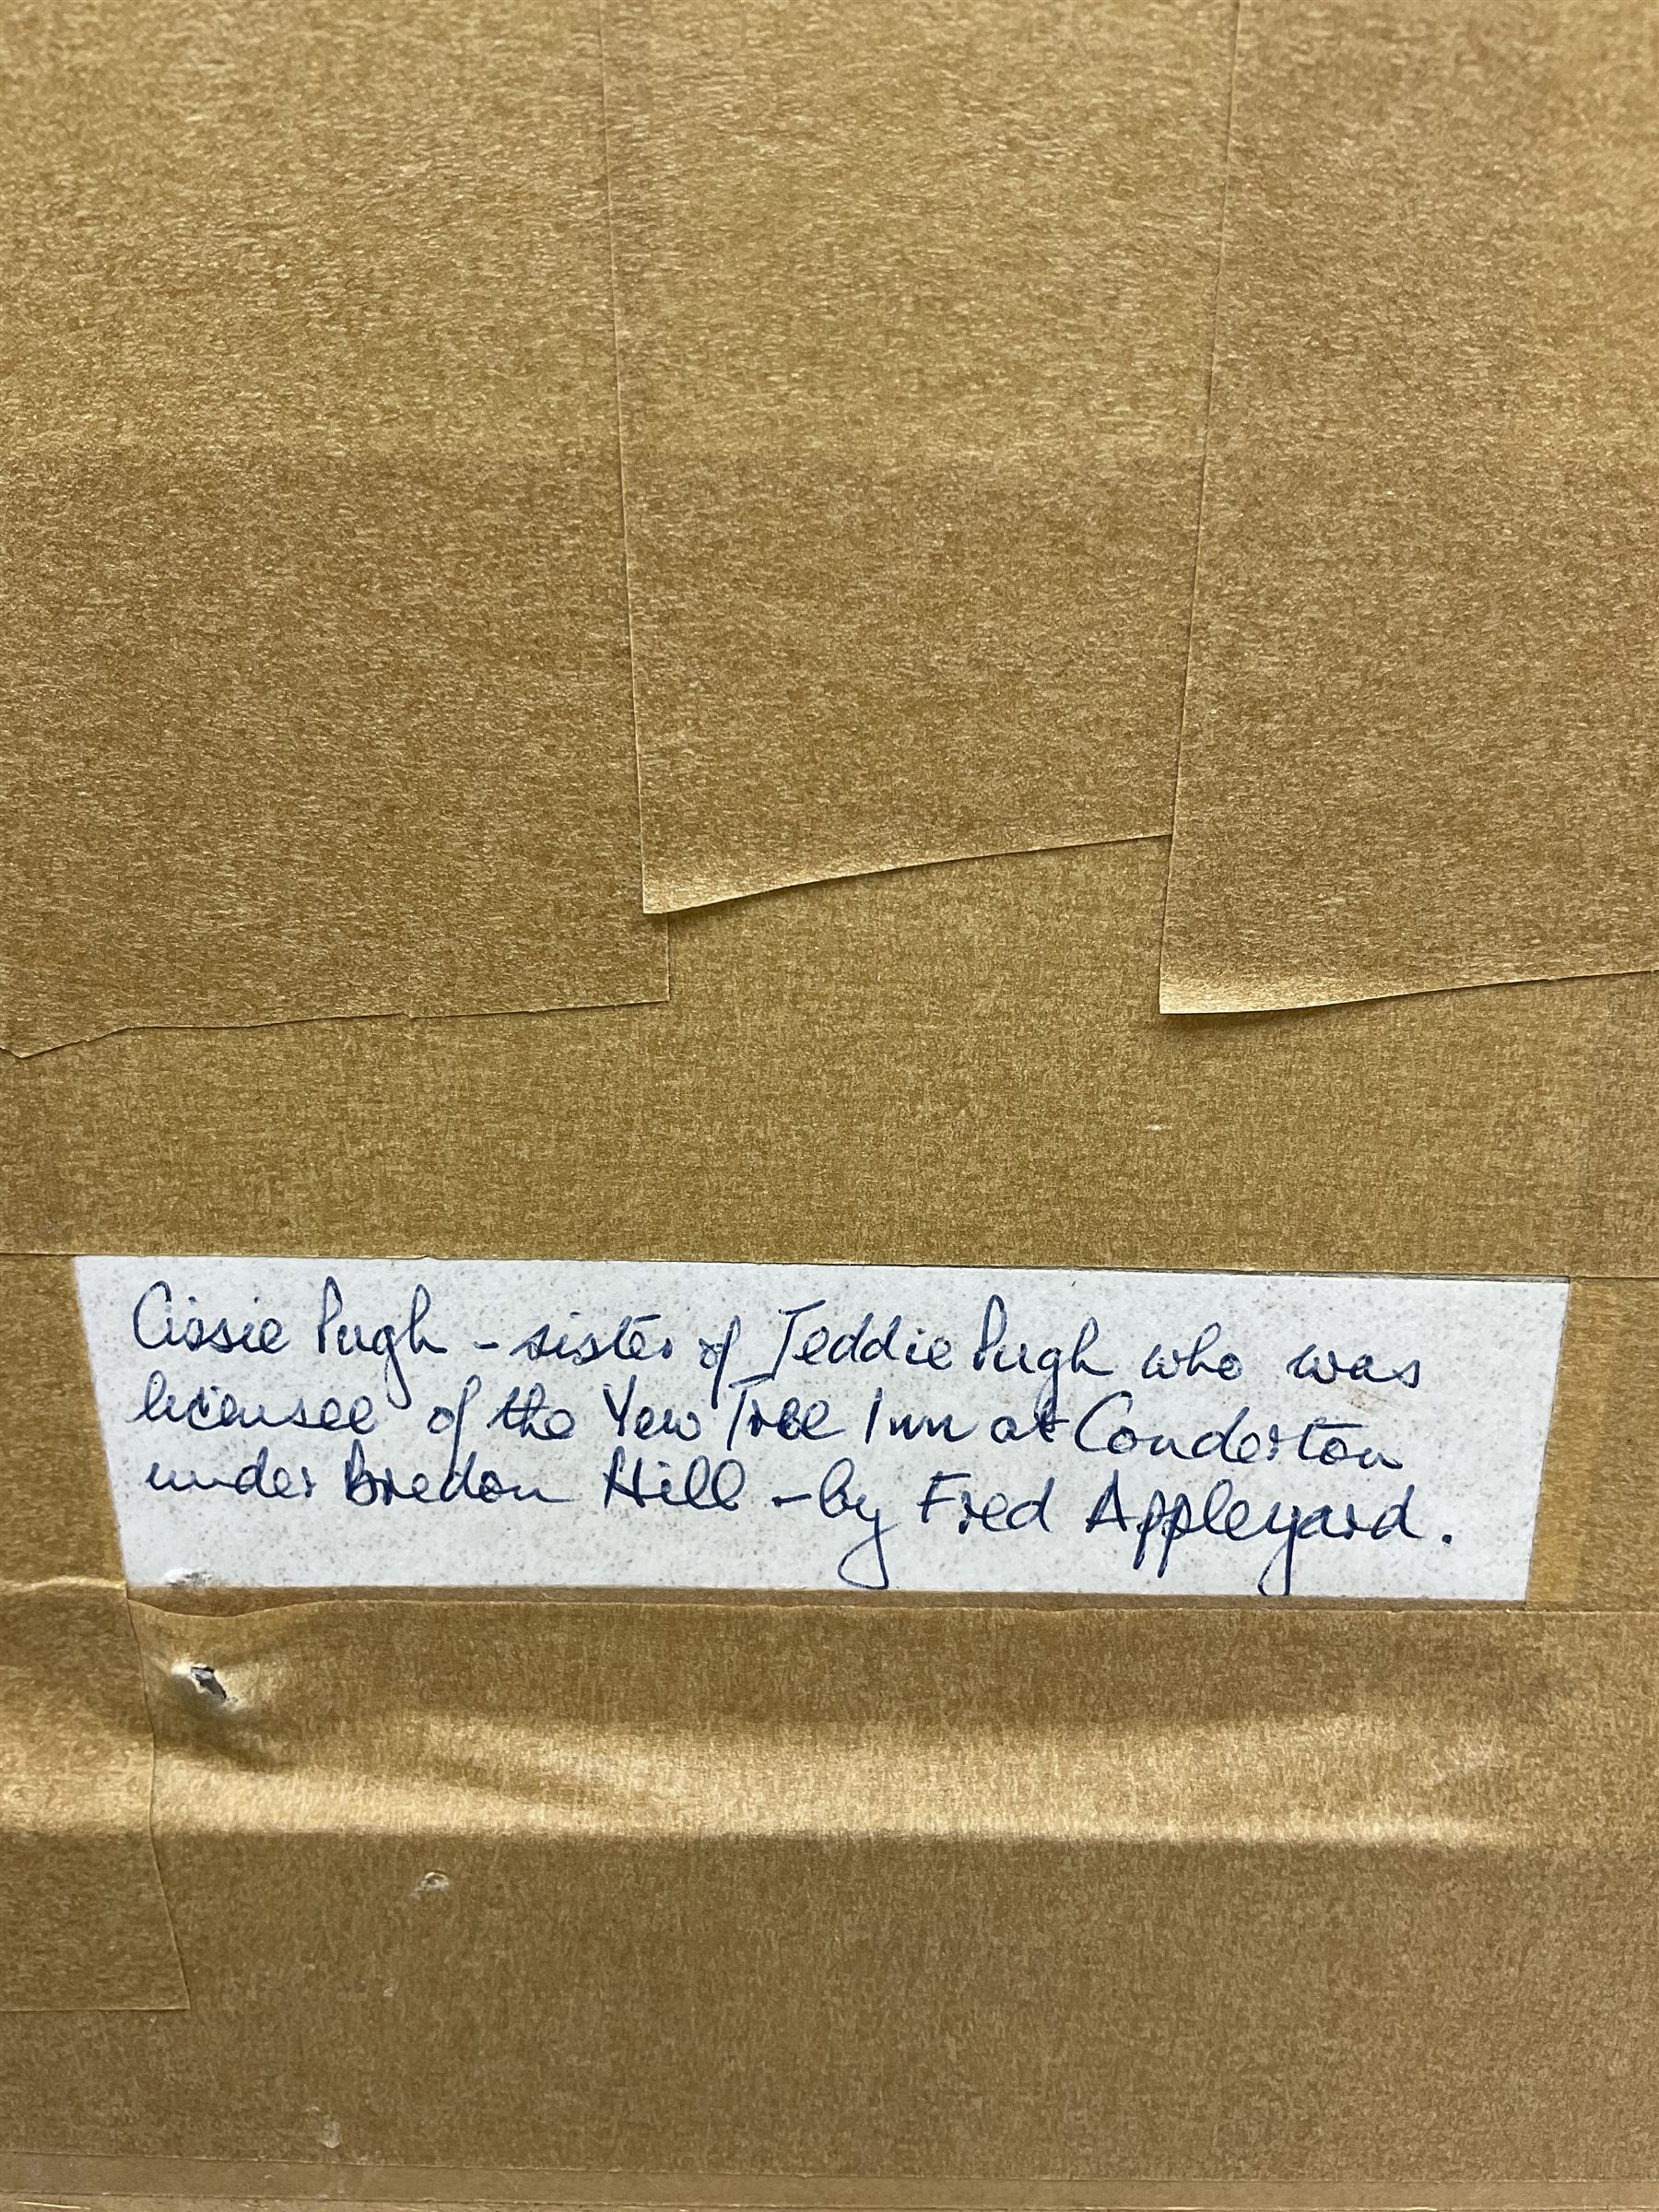 Cissie Pugh - sister of Teddie Pugh who was
licensee of the Yew Tree Inn at Conderton
under Bredon Hill - by Fred Appleyard.